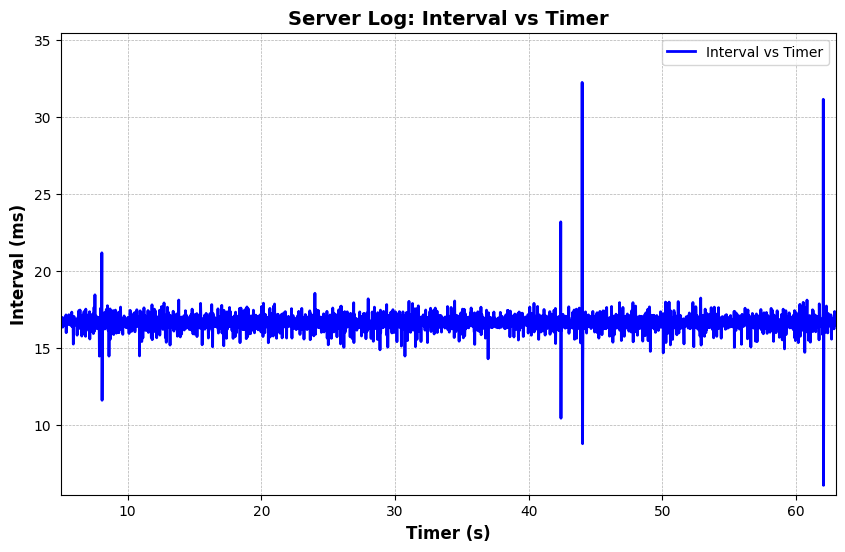 Server Log: Interval vs Timer
Interval vs Timer
35
30
25
20
15
10
Interval (ms)
10 20 30 40 50 60
Timer (s)